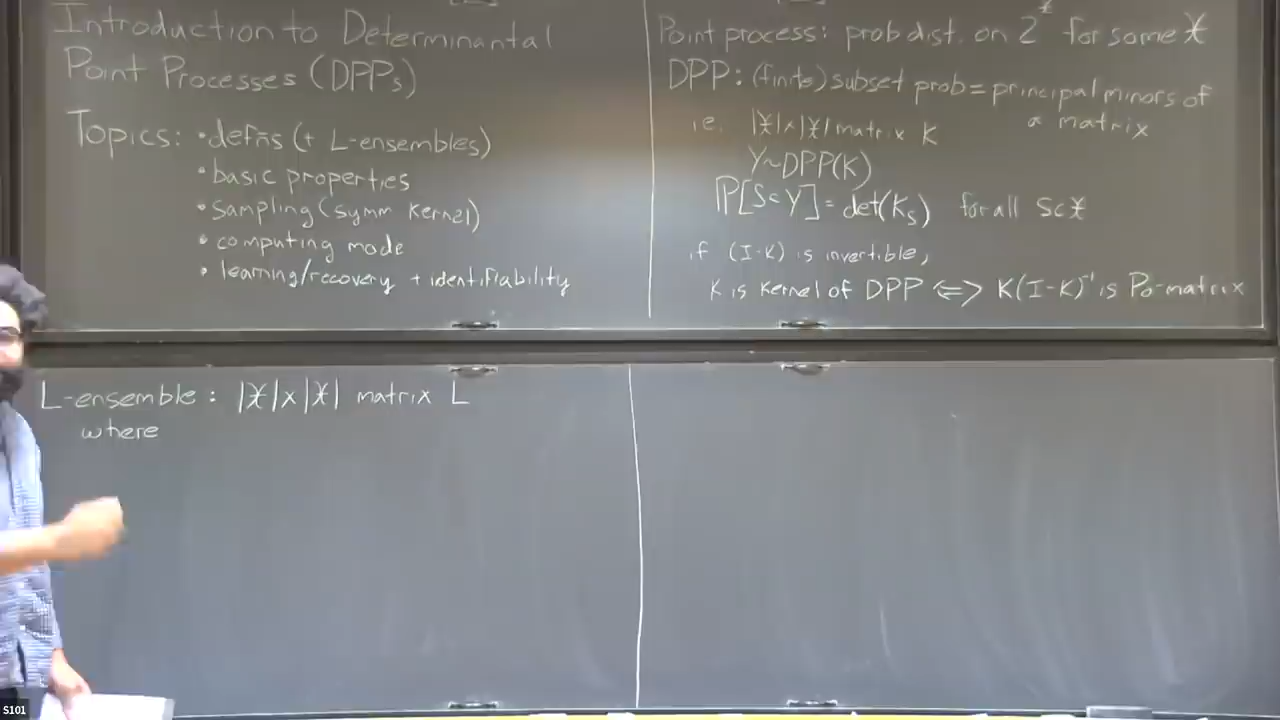 Introduction to Determinantal
Point Processes (DPPs)
Topics: • defns (+ L-ensembles)
• basic properties
• sampling (symm kernel)
• computing mode
• learning/recovery + identifiability
Point process: prob dist. on 2^𝒳 for some 𝒳
DPP: (finite) subset prob = principal minors of
a matrix
i.e. |𝒳|×|𝒳| matrix K
Y~DPP(K)
ℙ[S⊂Y] = det(K_S) for all S⊂𝒳
if (I-K) is invertible,
K is kernel of DPP ⟺ K(I-K)⁻¹ is P₀-matrix
L-ensemble: |𝒳|×|𝒳| matrix L
where
S101